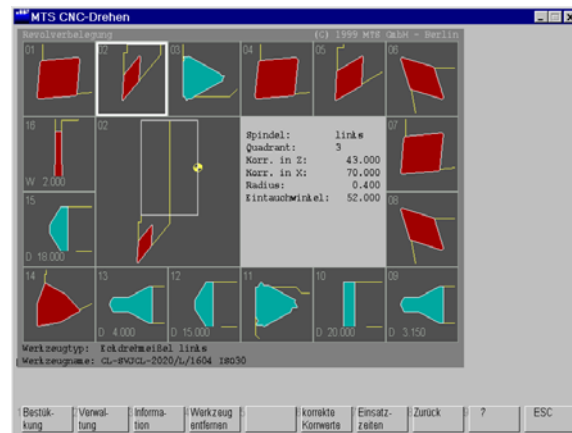 MTS CNC-Drehen
Revolverbelegung (C) 1999 MTS GmbH - Berlin
01 02 03 04 05 06
16 02 07
W 2.000
Spindel: links
Quadrant: 3
Korr. in Z: 43.000
Korr. in X: 70.000
Radius: 0.400
Eintauchwinkel: 52.000
15 08
D 18.000
14 13 12 11 10 09
D 4.000 D 15.000 D 20.000 D 3.150
Werkzeugtyp: Eckdrehmeißel links
Werkzeugname: CL-SVJCL-2020/L/1604 ISO30
Bestük-kung Verwal-tung Informa-tion Werkzeug entfernen korrekte Korrwerte Einsatz-zeiten Zurück ? ESC